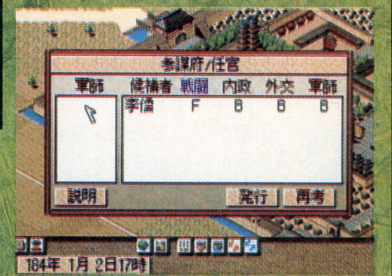 参謀府/任官
軍師 候補者 戦闘 内政 外交 軍師
李儒 F B B B
説明 発行 再考
184年 1月 2日17時